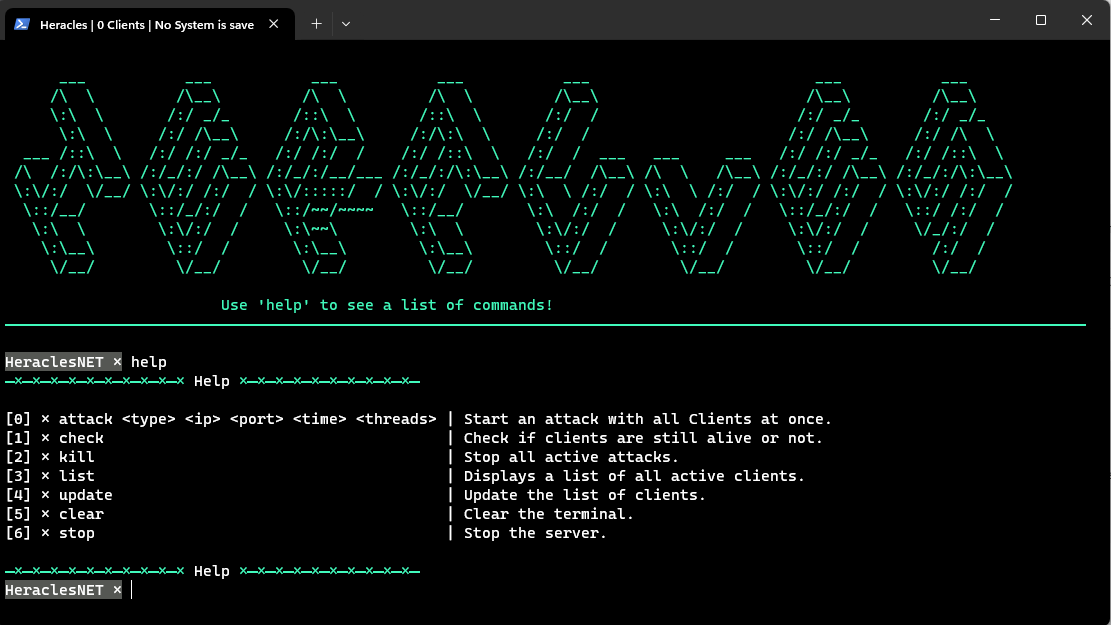 Heracles | 0 Clients | No System is save
Use 'help' to see a list of commands!
HeraclesNET × help
—×—×—×—×—×—×—×—×—×—× Help ×—×—×—×—×—×—×—×—×—×—
[0] × attack <type> <ip> <port> <time> <threads> | Start an attack with all Clients at once.
[1] × check | Check if clients are still alive or not.
[2] × kill | Stop all active attacks.
[3] × list | Displays a list of all active clients.
[4] × update | Update the list of clients.
[5] × clear | Clear the terminal.
[6] × stop | Stop the server.
—×—×—×—×—×—×—×—×—×—× Help ×—×—×—×—×—×—×—×—×—×—
HeraclesNET ×